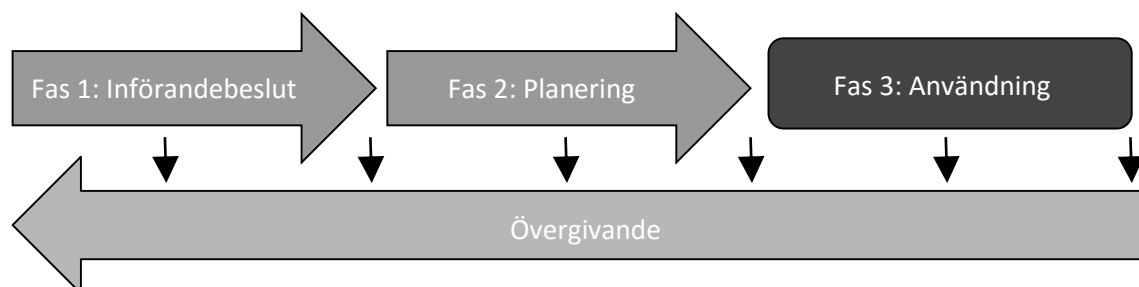 Fas 1: Införandebeslut
Fas 2: Planering
Fas 3: Användning
Övergivande